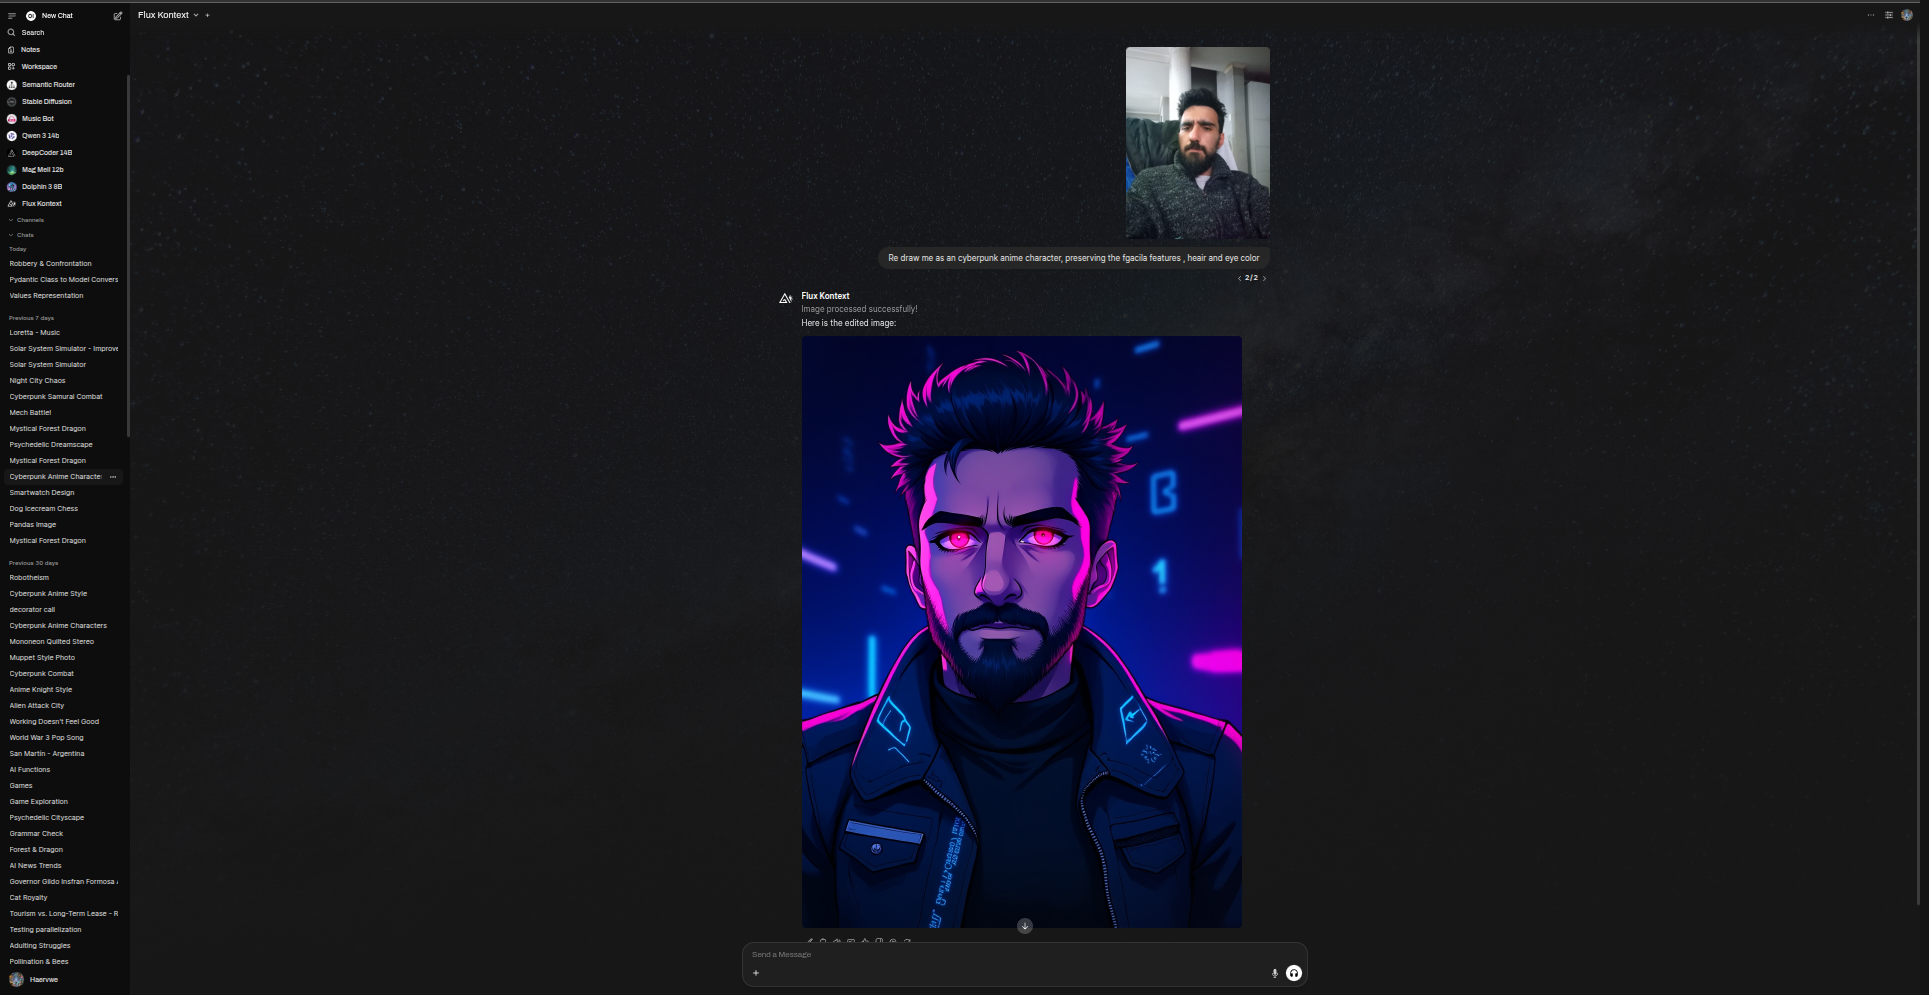 New Chat
Search
Notes
Workspace
Semantic Router
Stable Diffusion
Music Bot
Qwen 3 14b
DeepCoder 14B
Mag Mell 12b
Dolphin 3 8B
Flux Kontext
Channels
Chats
Today
Robbery & Confrontation
Pydantic Class to Model Convers
Values Representation
Previous 7 days
Loretta - Music
Solar System Simulator - Improve
Solar System Simulator
Night City Chaos
Cyberpunk Samurai Combat
Mech Battlel
Mystical Forest Dragon
Psychedelic Dreamscape
Mystical Forest Dragon
Cyberpunk Anime Character
Smartwatch Design
Dog Icecream Chess
Pandas Image
Mystical Forest Dragon
Previous 30 days
Robotheism
Cyberpunk Anime Style
decorator call
Cyberpunk Anime Characters
Mononeon Quilted Stereo
Muppet Style Photo
Cyberpunk Combat
Anime Knight Style
Alien Attack City
Working Doesn't Feel Good
World War 3 Pop Song
San Martín - Argentina
AI Functions
Games
Game Exploration
Psychedelic Cityscape
Grammar Check
Forest & Dragon
AI News Trends
Governor Gildo Insfran Formosa
Cat Royalty
Tourism vs. Long-Term Lease - R
Testing parallelization
Adulting Struggles
Pollination & Bees
Haervwe
Flux Kontext
Re draw me as an cyberpunk anime character, preserving the fgacila features , heair and eye color
2/2
Flux Kontext
Image processed successfully!
Here is the edited image:
B
1
Send a Message